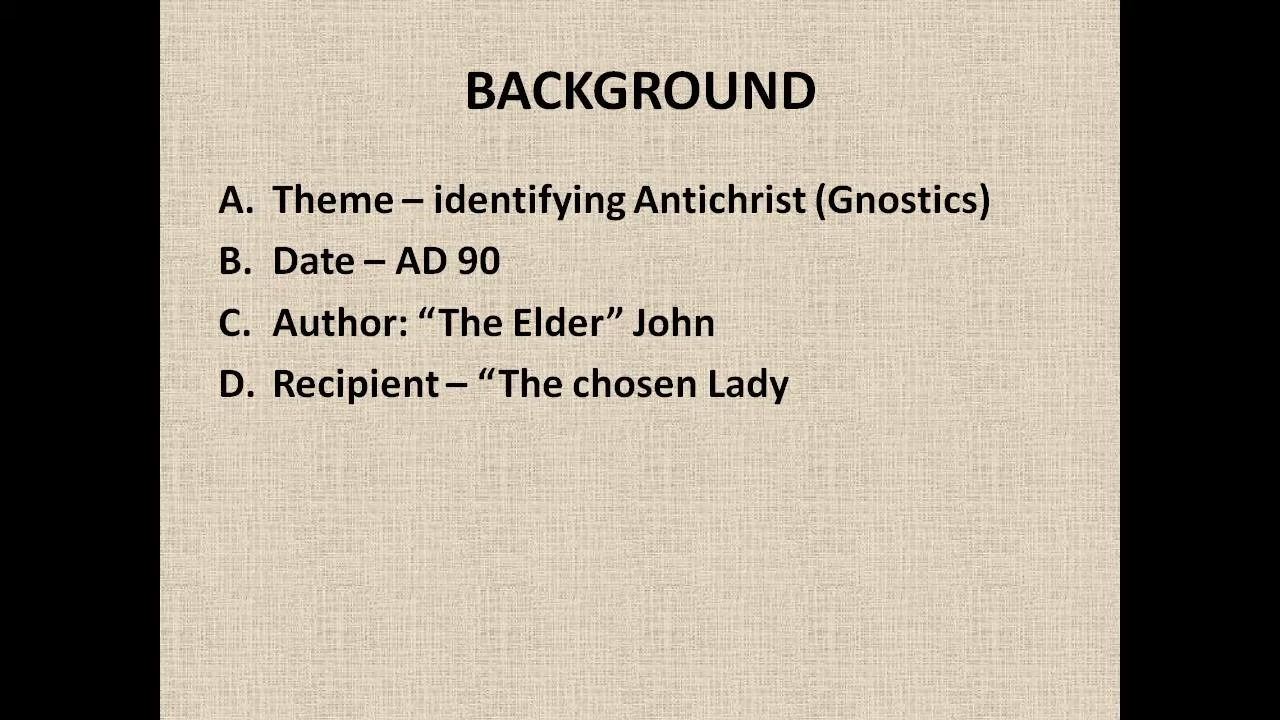 BACKGROUND
A. Theme – identifying Antichrist (Gnostics)
B. Date – AD 90
C. Author: “The Elder” John
D. Recipient – “The chosen Lady